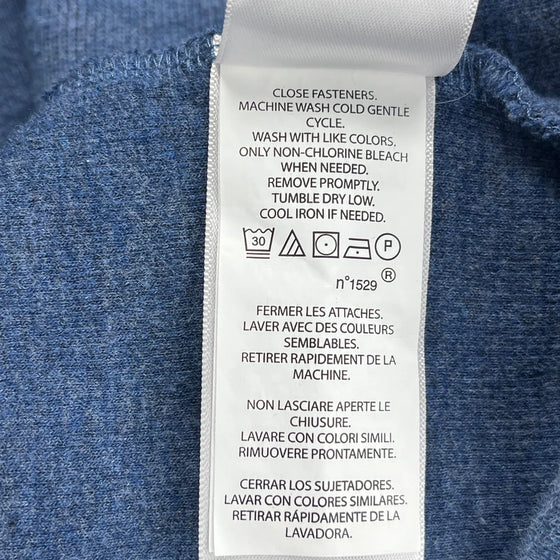 CLOSE FASTENERS.
MACHINE WASH COLD GENTLE
CYCLE.
WASH WITH LIKE COLORS.
ONLY NON-CHLORINE BLEACH
WHEN NEEDED.
REMOVE PROMPTLY.
TUMBLE DRY LOW.
COOL IRON IF NEEDED.
30 P
n°1529 ®
FERMER LES ATTACHES.
LAVER AVEC DES COULEURS
SEMBLABLES.
RETIRER RAPIDEMENT DE LA
MACHINE.
NON LASCIARE APERTE LE
CHIUSURE.
LAVARE CON COLORI SIMILI.
RIMUOVERE PRONTAMENTE.
CERRAR LOS SUJETADORES.
LAVAR CON COLORES SIMILARES.
RETIRAR RÁPIDAMENTE DE LA
LAVADORA.